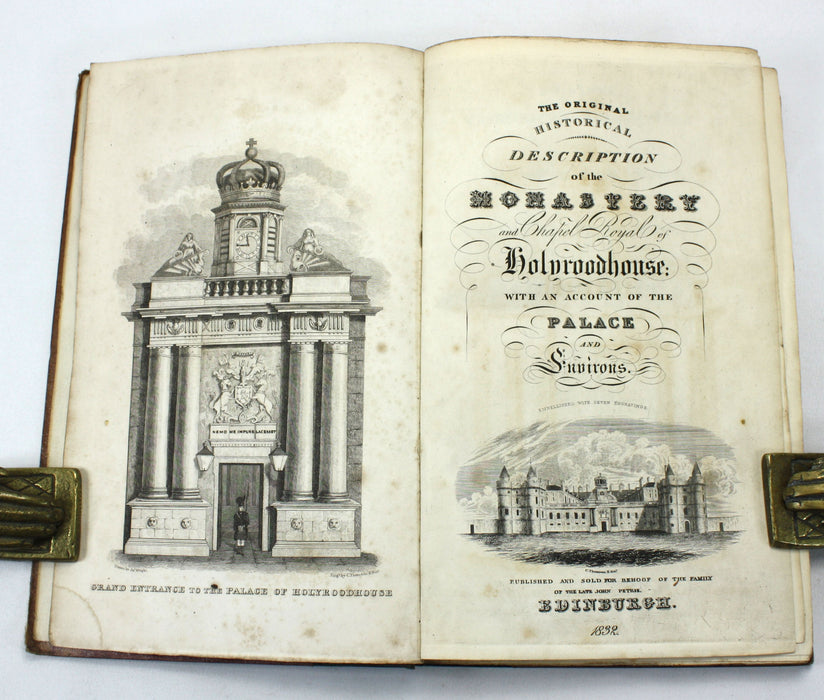 NEMO ME IMPUNE LACESSET
GRAND ENTRANCE TO THE PALACE OF HOLYROODHOUSE
THE ORIGINAL
HISTORICAL
DESCRIPTION
of the
MONASTERY
and Chapel Royal of
Holyroodhouse;
WITH AN ACCOUNT OF THE
PALACE
AND
Environs.
EMBELLISHED WITH SEVEN ENGRAVINGS
PUBLISHED AND SOLD FOR BEHOOF OF THE FAMILY
OF THE LATE JOHN PETRIE.
EDINBURGH.
1832.